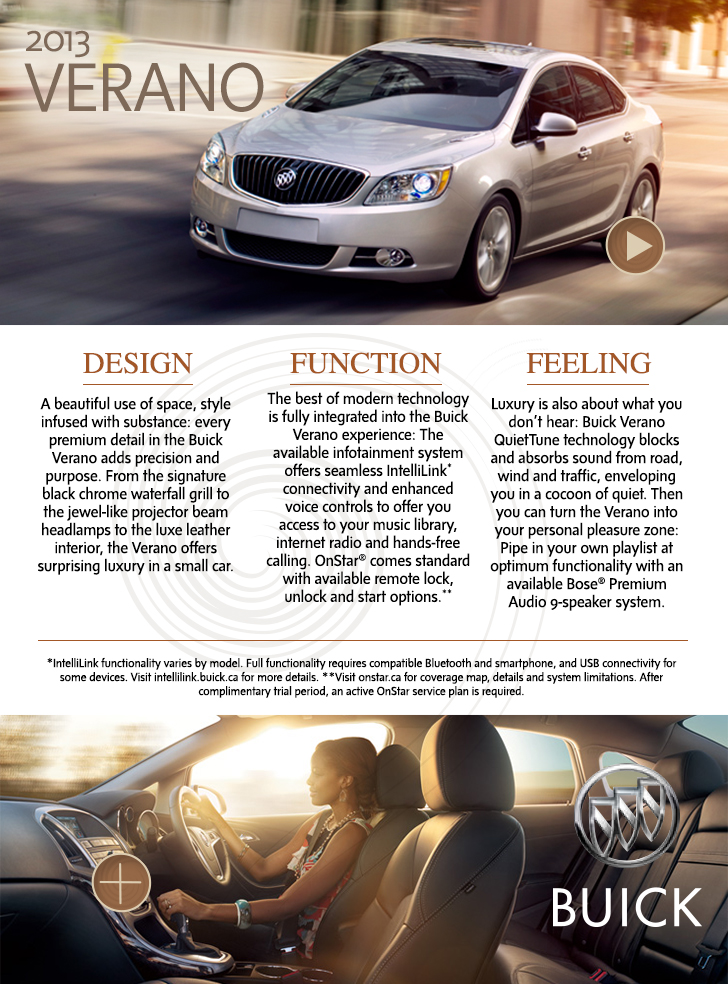 2013
VERANO
DESIGN
A beautiful use of space, style
infused with substance: every
premium detail in the Buick
Verano adds precision and
purpose. From the signature
black chrome waterfall grill to
the jewel-like projector beam
headlamps to the luxe leather
interior, the Verano offers
surprising luxury in a small car.
FUNCTION
The best of modern technology
is fully integrated into the Buick
Verano experience: The
available infotainment system
offers seamless IntelliLink*
connectivity and enhanced
voice controls to offer you
access to your music library,
internet radio and hands-free
calling. OnStar® comes standard
with available remote lock,
unlock and start options.**
FEELING
Luxury is also about what you
don't hear: Buick Verano
QuietTune technology blocks
and absorbs sound from road,
wind and traffic, enveloping
you in a cocoon of quiet. Then
you can turn the Verano into
your personal pleasure zone:
Pipe in your own playlist at
optimum functionality with an
available Bose® Premium
Audio 9-speaker system.
*IntelliLink functionality varies by model. Full functionality requires compatible Bluetooth and smartphone, and USB connectivity for
some devices. Visit intellilink.buick.ca for more details. **Visit onstar.ca for coverage map, details and system limitations. After
complimentary trial period, an active OnStar service plan is required.
BUICK